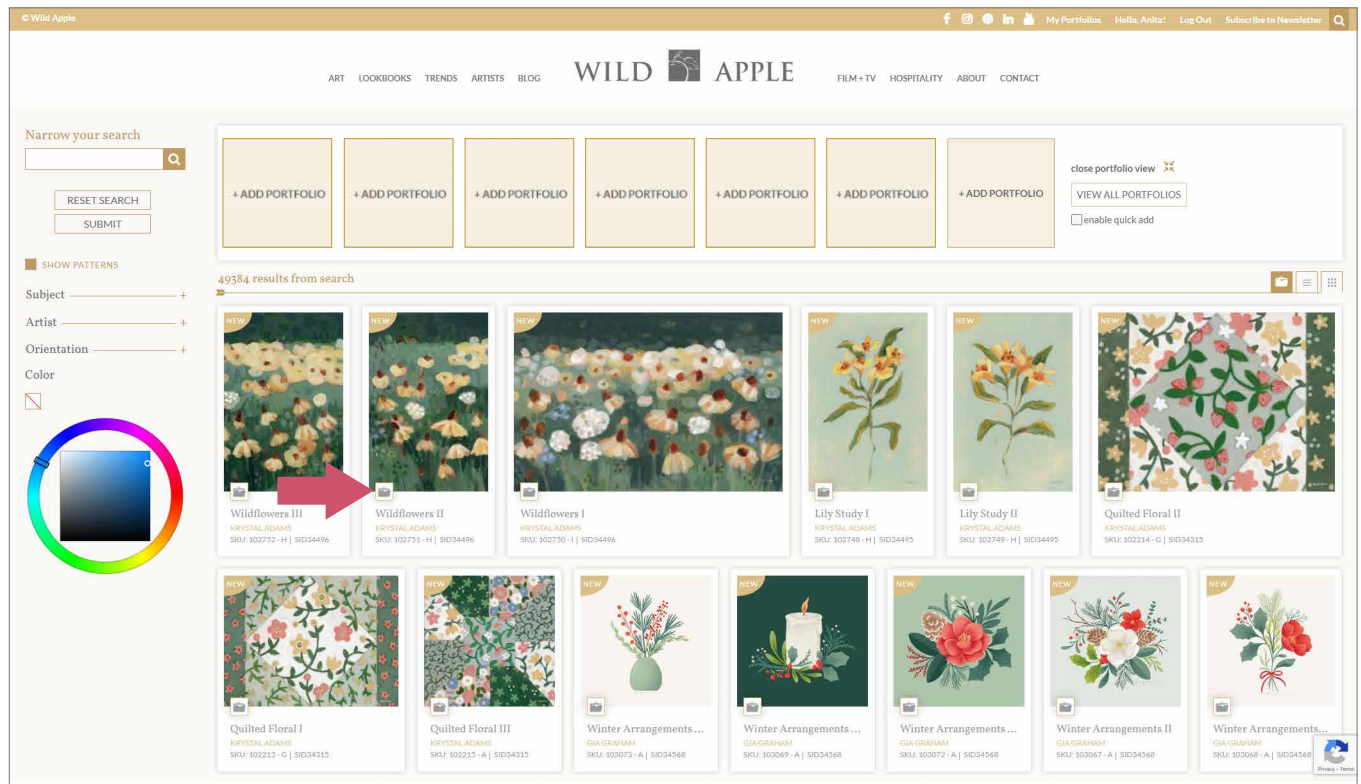 © Wild Apple
My Portfolios Hello, Anita! Log Out Subscribe to Newsletter
ART LOOKBOOKS TRENDS ARTISTS BLOG WILD APPLE FILM + TV HOSPITALITY ABOUT CONTACT
Narrow your search
RESET SEARCH
SUBMIT
SHOW PATTERNS
Subject +
Artist +
Orientation +
Color
+ ADD PORTFOLIO + ADD PORTFOLIO + ADD PORTFOLIO + ADD PORTFOLIO + ADD PORTFOLIO + ADD PORTFOLIO + ADD PORTFOLIO
close portfolio view
VIEW ALL PORTFOLIOS
enable quick add
49384 results from search
NEW NEW NEW NEW NEW NEW
Wildflowers III Wildflowers II Wildflowers I Lily Study I Lily Study II Quilted Floral II
KRYSTAL ADAMS KRYSTAL ADAMS KRYSTAL ADAMS KRYSTAL ADAMS KRYSTAL ADAMS KRYSTAL ADAMS
SKU: 102752 - H | SID34496 SKU: 102751 - H | SID34496 SKU: 102750 - I | SID34496 SKU: 102748 - H | SID34495 SKU: 102749 - H | SID34495 SKU: 102214 - G | SID34315
NEW NEW NEW NEW NEW NEW NEW
Quilted Floral I Quilted Floral III Winter Arrangements ... Winter Arrangements ... Winter Arrangements ... Winter Arrangements II Winter Arrangements...
KRYSTAL ADAMS KRYSTAL ADAMS GIA GRAHAM GIA GRAHAM GIA GRAHAM GIA GRAHAM GIA GRAHAM
SKU: 102213 - G | SID34315 SKU: 102215 - A | SID34315 SKU: 103073 - A | SID34568 SKU: 103069 - A | SID34568 SKU: 103072 - A | SID34568 SKU: 103067 - A | SID34568 SKU: 103068 - A | SID34568
Privacy - Terms